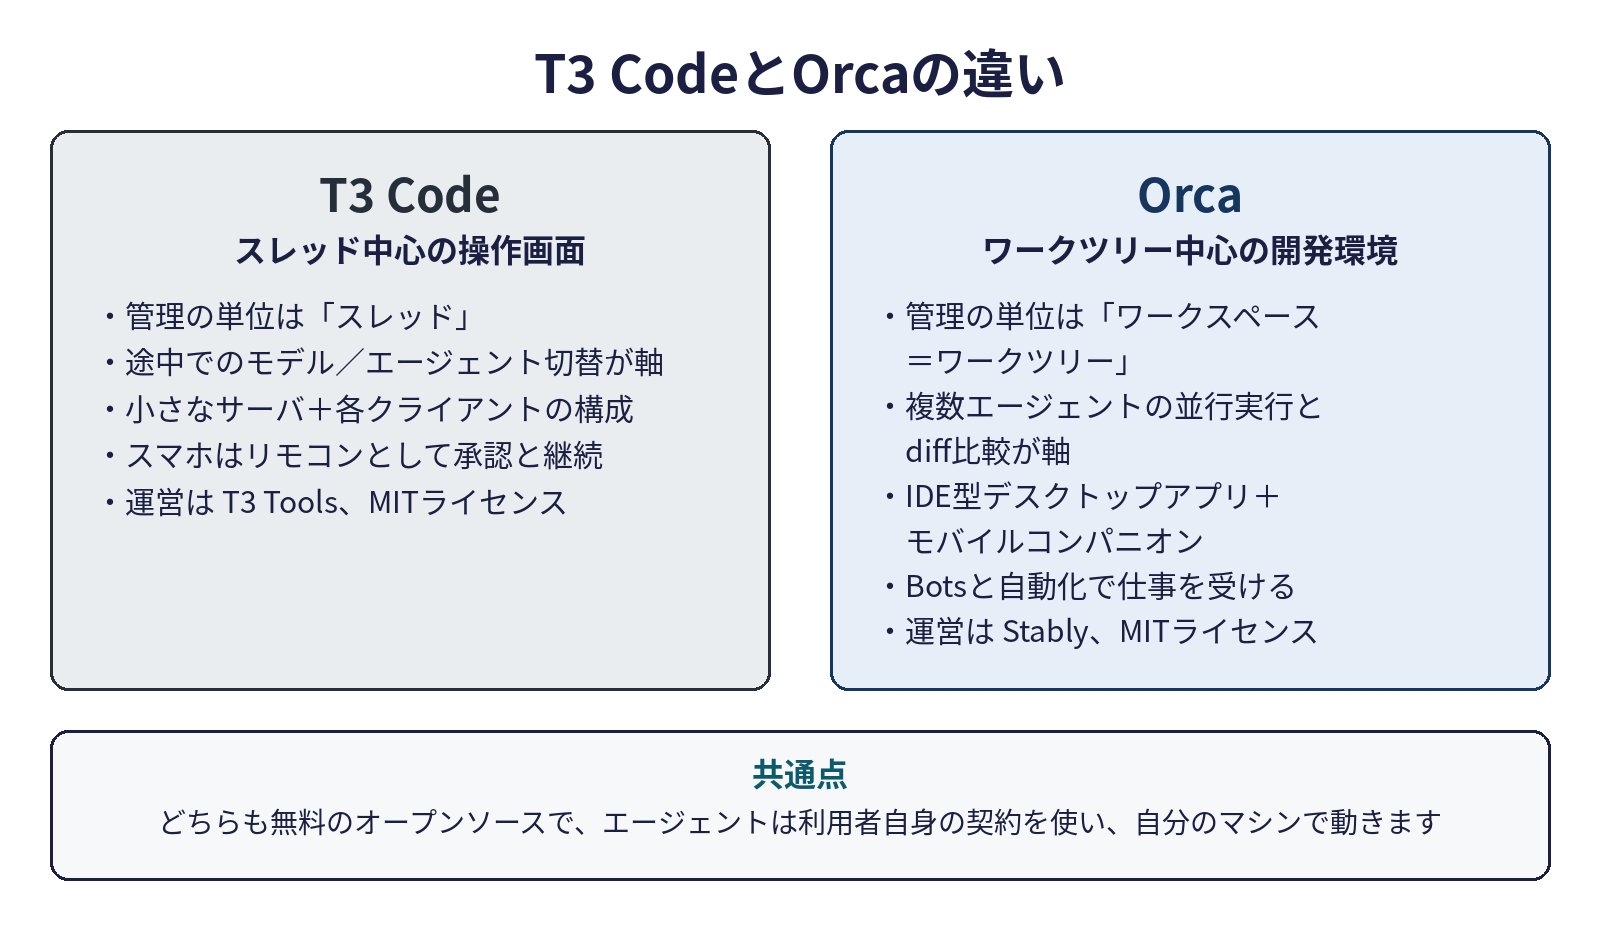 T3 CodeとOrcaの違い
T3 Code
スレッド中心の操作画面
・管理の単位は「スレッド」
・途中でのモデル／エージェント切替が軸
・小さなサーバ＋各クライアントの構成
・スマホはリモコンとして承認と継続
・運営は T3 Tools、MITライセンス
Orca
ワークツリー中心の開発環境
・管理の単位は「ワークスペース
＝ワークツリー」
・複数エージェントの並行実行と
diff比較が軸
・IDE型デスクトップアプリ＋
モバイルコンパニオン
・Botsと自動化で仕事を受ける
・運営は Stably、MITライセンス
共通点
どちらも無料のオープンソースで、エージェントは利用者自身の契約を使い、自分のマシンで動きます